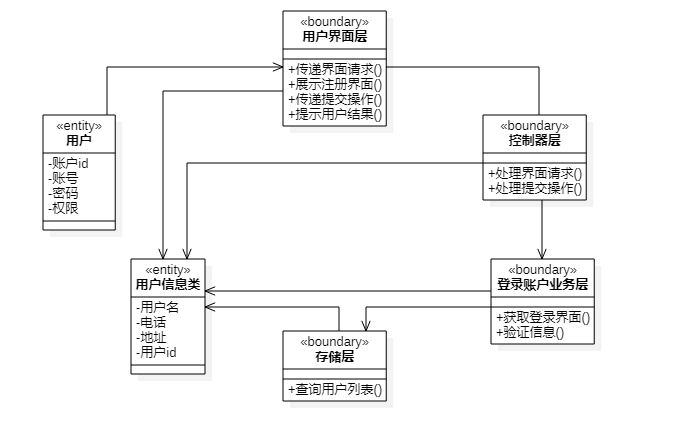 «boundary»
用户界面层
+传递界面请求()
+展示注册界面()
+传递提交操作()
+提示用户结果()
«entity»
用户
-账户id
-账号
-密码
-权限
«boundary»
控制器层
+处理界面请求()
+处理提交操作()
«entity»
用户信息类
-用户名
-电话
-地址
-用户id
«boundary»
登录账户业务层
+获取登录界面()
+验证信息()
«boundary»
存储层
+查询用户列表()